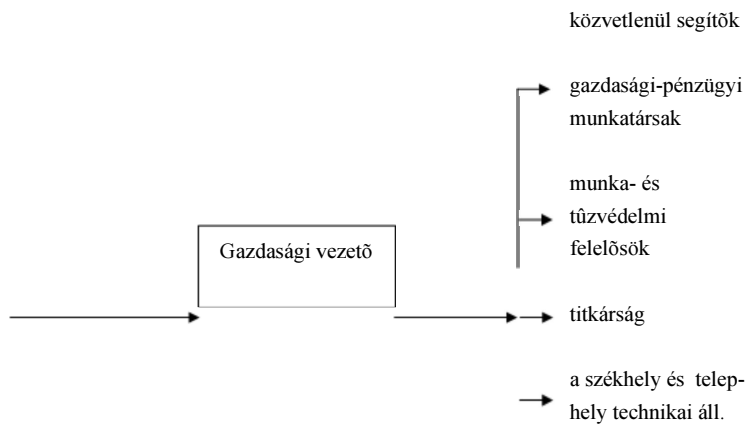 közvetlenül segítõk
gazdasági-pénzügyi
munkatársak
munka- és
tûzvédelmi
felelõsök
Gazdasági vezetõ
titkárság
a székhely és telep-
hely technikai áll.